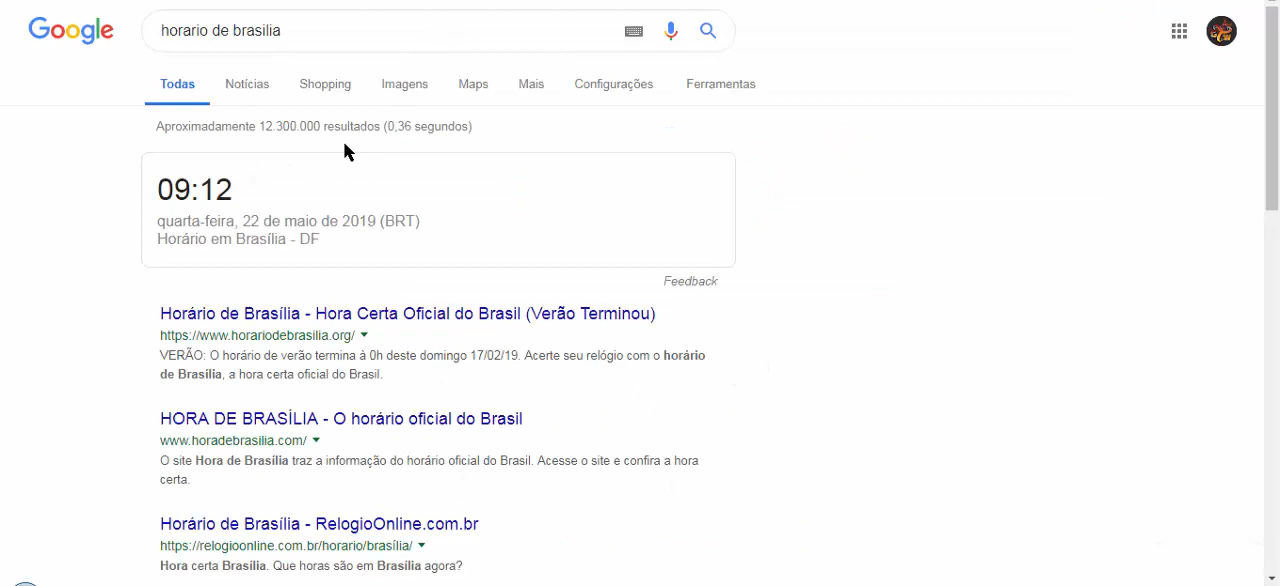 Google
horario de brasilia
Todas Notícias Shopping Imagens Maps Mais Configurações Ferramentas
Aproximadamente 12.300.000 resultados (0,36 segundos)
09:12
quarta-feira, 22 de maio de 2019 (BRT)
Horário em Brasília - DF
Feedback
Horário de Brasília - Hora Certa Oficial do Brasil (Verão Terminou)
https://www.horariodebrasilia.org/
VERÃO: O horário de verão termina à 0h deste domingo 17/02/19. Acerte seu relógio com o horário
de Brasília, a hora certa oficial do Brasil.
HORA DE BRASÍLIA - O horário oficial do Brasil
www.horadebrasilia.com/
O site Hora de Brasília traz a informação do horário oficial do Brasil. Acesse o site e confira a hora
certa.
Horário de Brasília - RelogioOnline.com.br
https://relogioonline.com.br/horario/brasília/
Hora certa Brasília. Que horas são em Brasília agora?